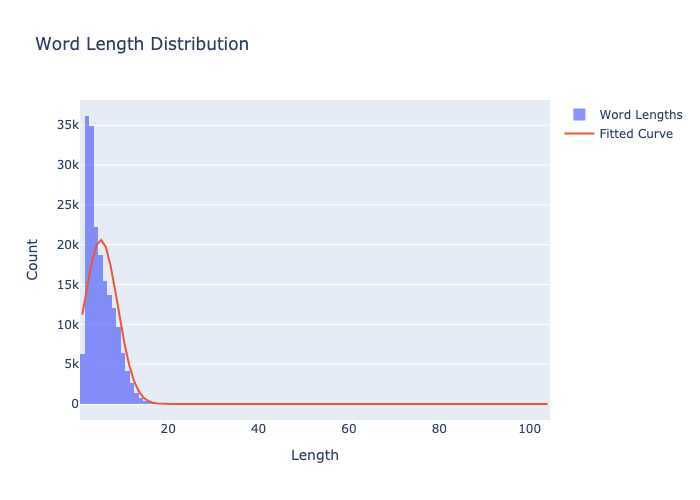 Word Length Distribution
Word Lengths
Fitted Curve
35k
30k
25k
20k
15k
10k
5k
0
Count
20 40 60 80 100
Length